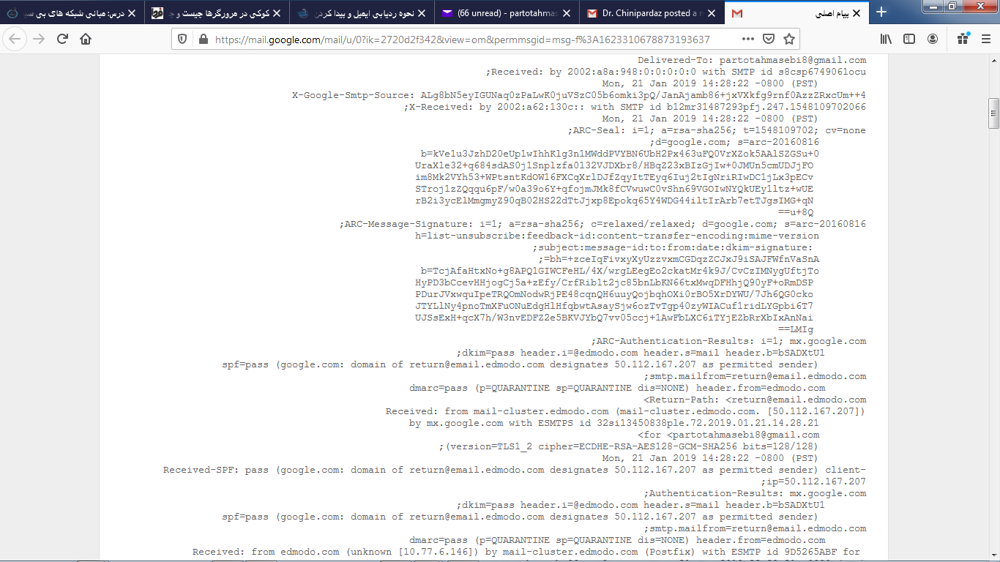 درس: مبانی شبکه های بی سی
کوکی در مرورگرها چیست و چ
نحوه ردیابی ایمیل و پیدا کردن
(66 unread) - partotahmas
Dr. Chinipardaz posted a n
پیام اصلی
https://mail.google.com/mail/u/0?ik=2720d2f342&view=om&permmsgid=msg-f%3A1623310678873193637
Delivered-To: partotahmasebi8@gmail.com
;Received: by 2002:a8a:948:0:0:0:0:0 with SMTP id s8csp6749061ocu
Mon, 21 Jan 2019 14:28:22 -0800 (PST)
X-Google-Smtp-Source: ALg8bN5eyIGUNaq0zPaLwK0juVSzC05b6omki3pQ/JanAjamb86+jxVXkfg9rnf0AzzZRxcUm++4
;X-Received: by 2002:a62:130c:: with SMTP id b12mr31487293pfj.247.1548109702066
Mon, 21 Jan 2019 14:28:22 -0800 (PST)
;ARC-Seal: i=1; a=rsa-sha256; t=1548109702; cv=none
;d=google.com; s=arc-20160816
b=kVe1u3JzhD20eUp1wIhhKlg3n1MWddPVYBN6UbH2Px463uFQ0VrXZok5AAlSZGSu+0
UraX1e32+q684sdAS0j1Snplzfa0132VJDXbr8/HBqZ23xBIzGjIw+0JMUn5cmUDJjFO
im8Mk2VYh53+WPtsntKdOW16FXCqXrlDJfZqyItTEyq6Iuj2tIgNriRIwDC1jLx3pECv
STroj1zZQqqu6pF/w0a39o6Y+qfojmJMk8fCVwuwC0vShn69VGOIwNYQkUEy1ltz+wUE
rB2i3ycElMmgmyZ90qB02HS22dTtJjxp8Epokq65Y4WDG44iltIrArb7etTJgsIMG+qN
==u+8Q
;ARC-Message-Signature: i=1; a=rsa-sha256; c=relaxed/relaxed; d=google.com; s=arc-20160816
h=list-unsubscribe:feedback-id:content-transfer-encoding:mime-version
;subject:message-id:to:from:date:dkim-signature:
;=bh=+zceIqFivxyXyUzzvxmCGDqzZCJxJ9iSAJFWfnVaSnA
b=TcjAfaHtxNo+g8APQ1GIWCFeHL/4X/wrgLEegEo2ckatMr4k9J/CvCzIMNygUftjTo
HyPD3bCcevHHjogCj5a+zEfy/CrfRib1t2jc85bnLbKN66txMwqDFHhjQ90yF+oRmDSP
PDurJVxwquIpeTRQOmNodwRjPE48cqnQH6uuyQojbqhOXi0rBO5XrDYWU/7Jh6QG0cko
JTYLlNy4pnoTmXFuONuEdgHlHfqbwtAsaySjw6ozTvTgp40zyWIACuf1ridLYGpbi6T7
UJSsExH+qcX7h/W3nvEDFZ2e5BKVJYbQ7vv05ccj+1AwFbLXC6iTYjEZbRrXbIxAnNai
==LMIg
;ARC-Authentication-Results: i=1; mx.google.com
;dkim=pass header.i=@edmodo.com header.s=mail header.b=bSADXtU1
spf=pass (google.com: domain of return@email.edmodo.com designates 50.112.167.207 as permitted sender)
;smtp.mailfrom=return@email.edmodo.com
dmarc=pass (p=QUARANTINE sp=QUARANTINE dis=NONE) header.from=edmodo.com
<Return-Path: <return@email.edmodo.com
Received: from mail-cluster.edmodo.com (mail-cluster.edmodo.com. [50.112.167.207])
by mx.google.com with ESMTPS id 32si13450838ple.72.2019.01.21.14.28.21
<for <partotahmasebi8@gmail.com
;(version=TLS1_2 cipher=ECDHE-RSA-AES128-GCM-SHA256 bits=128/128)
Mon, 21 Jan 2019 14:28:22 -0800 (PST)
Received-SPF: pass (google.com: domain of return@email.edmodo.com designates 50.112.167.207 as permitted sender) client-
;ip=50.112.167.207
;Authentication-Results: mx.google.com
;dkim=pass header.i=@edmodo.com header.s=mail header.b=bSADXtU1
spf=pass (google.com: domain of return@email.edmodo.com designates 50.112.167.207 as permitted sender)
;smtp.mailfrom=return@email.edmodo.com
dmarc=pass (p=QUARANTINE sp=QUARANTINE dis=NONE) header.from=edmodo.com
Received: from edmodo.com (unknown [10.77.6.146]) by mail-cluster.edmodo.com (Postfix) with ESMTP id 9D5265ABF for